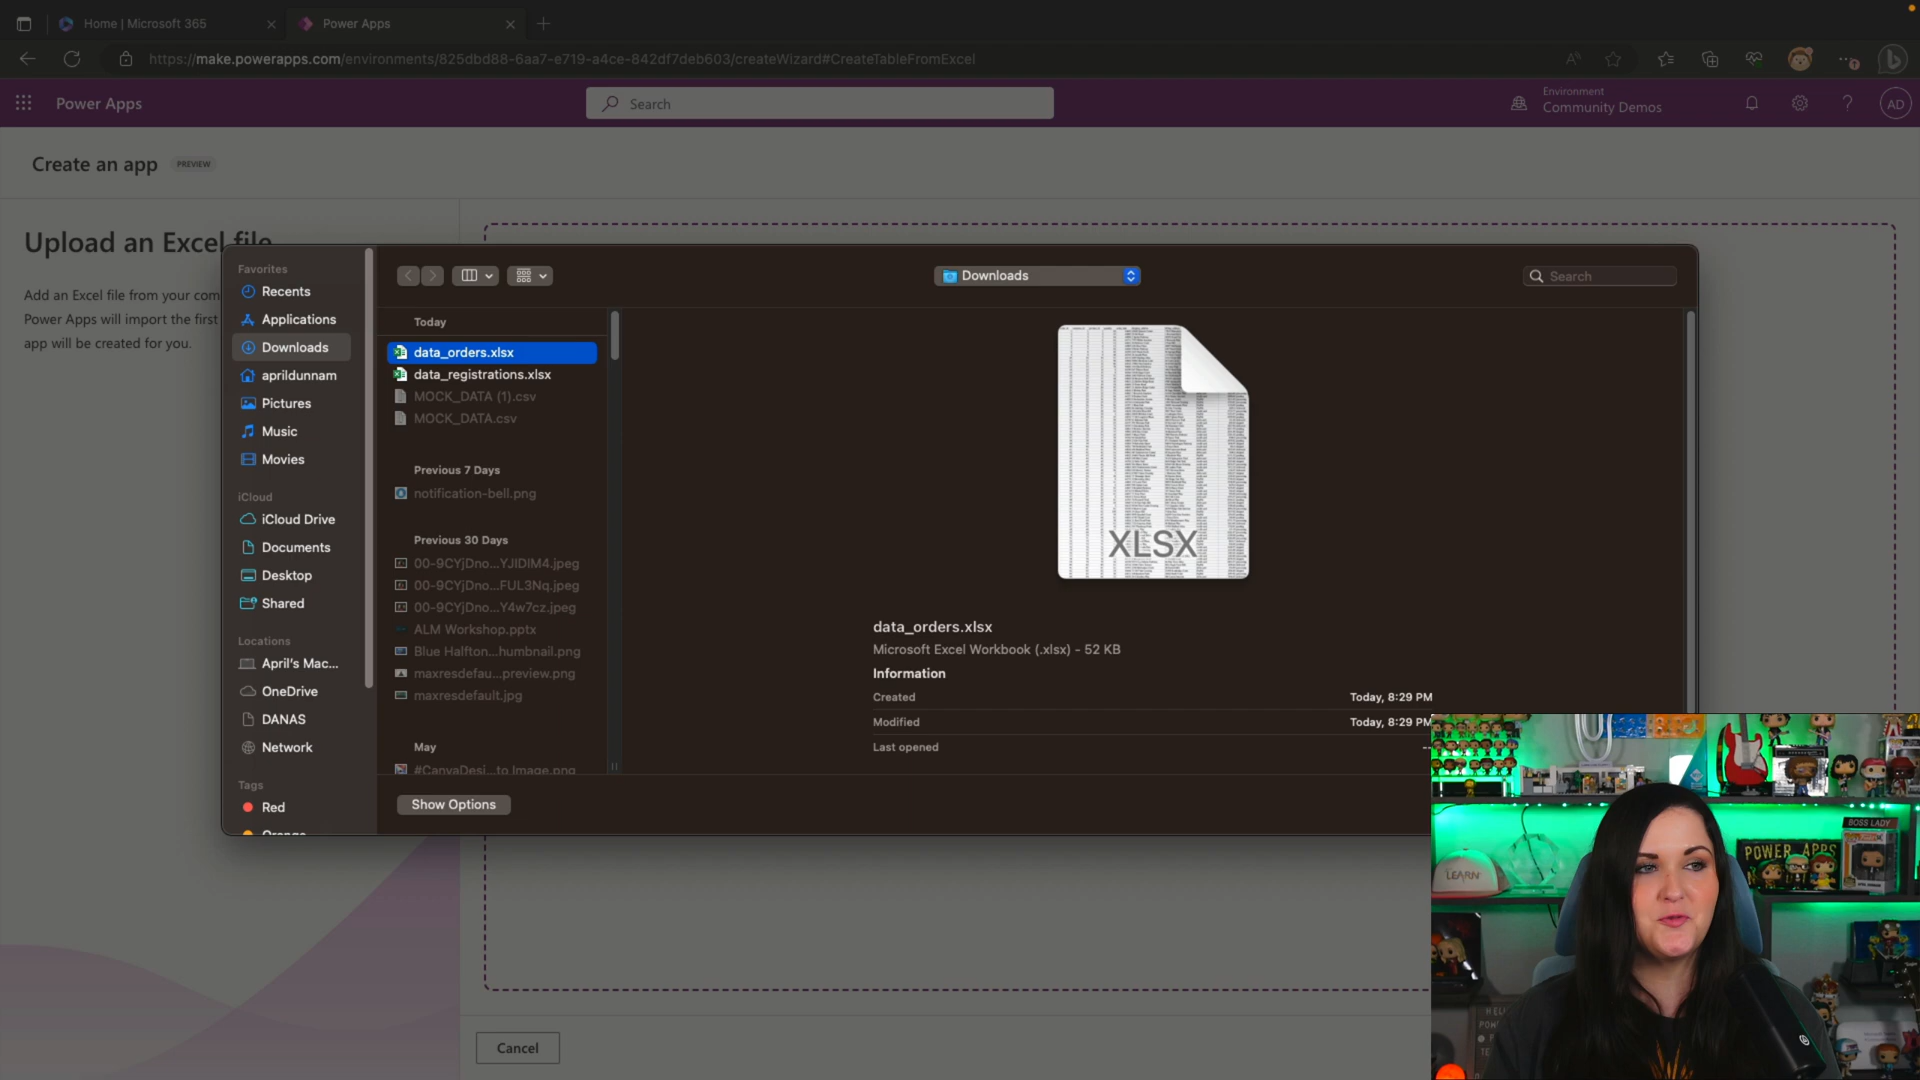 Home | Microsoft 365
Power Apps
https://make.powerapps.com/environments/825dbd88-6aa7-e719-a4ce-842df7deb603/createWizard#CreateTableFromExcel
Power Apps
Search
Environment
Community Demos
AD
Create an app PREVIEW
Upload an Excel file
Add an Excel file from your com
Power Apps will import the first
app will be created for you.
Favorites
Recents
Applications
Downloads
aprildunnam
Pictures
Music
Movies
iCloud
iCloud Drive
Documents
Desktop
Shared
Locations
April's Mac...
OneDrive
DANAS
Network
Tags
Red
Orange
Downloads
Search
Today
data_orders.xlsx
data_registrations.xlsx
MOCK_DATA (1).csv
MOCK_DATA.csv
Previous 7 Days
notification-bell.png
Previous 30 Days
00-9CYjDno...YJIDIM4.jpeg
00-9CYjDno...FUL3Nq.jpeg
00-9CYjDno...Y4w7cz.jpeg
ALM Workshop.pptx
Blue Halfton...humbnail.png
maxresdefau...preview.png
maxresdefault.jpg
May
#CanvaDesi...to Image.png
XLSX
data_orders.xlsx
Microsoft Excel Workbook (.xlsx) - 52 KB
Information
Created Today, 8:29 PM
Modified Today, 8:29 PM
Last opened --
Show Options
Cancel
BOSS LADY
POWER APPS
LEARN